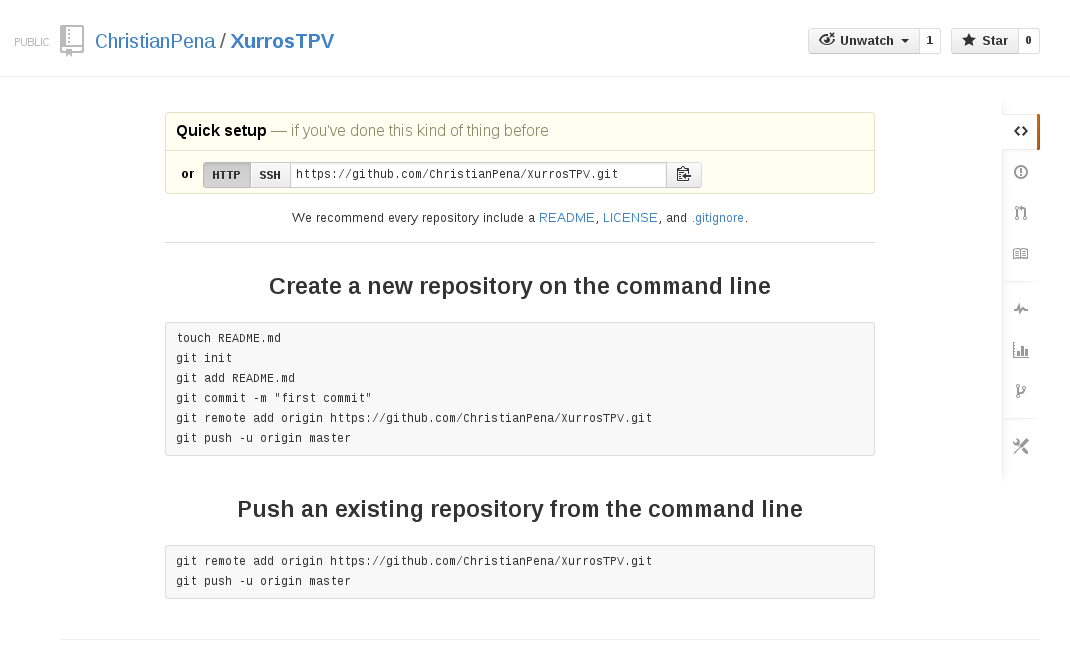 PUBLIC ChristianPena / XurrosTPV Unwatch 1 Star 0
Quick setup — if you've done this kind of thing before
or HTTP SSH https://github.com/ChristianPena/XurrosTPV.git
We recommend every repository include a README, LICENSE, and .gitignore.
Create a new repository on the command line
touch README.md
git init
git add README.md
git commit -m "first commit"
git remote add origin https://github.com/ChristianPena/XurrosTPV.git
git push -u origin master
Push an existing repository from the command line
git remote add origin https://github.com/ChristianPena/XurrosTPV.git
git push -u origin master